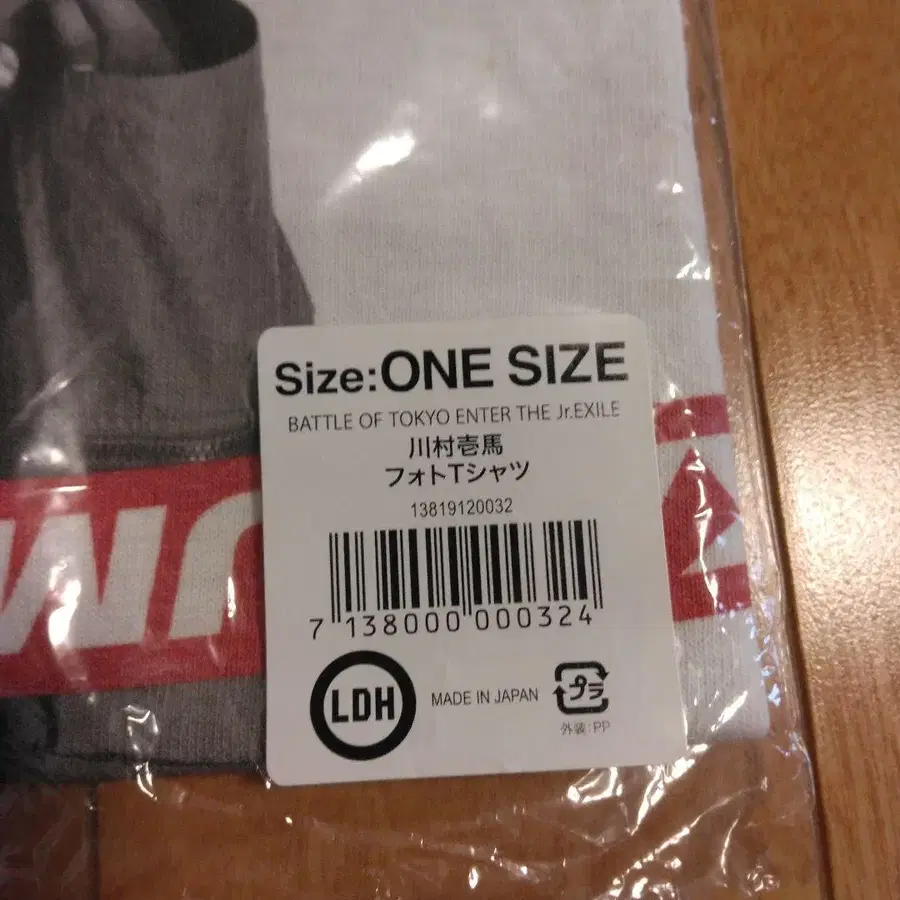 Size:ONE SIZE
BATTLE OF TOKYO ENTER THE Jr.EXILE
川村壱馬
フォトTシャツ
13819120032
7 138000 000324
LDH
MADE IN JAPAN
プラ
外装:PP